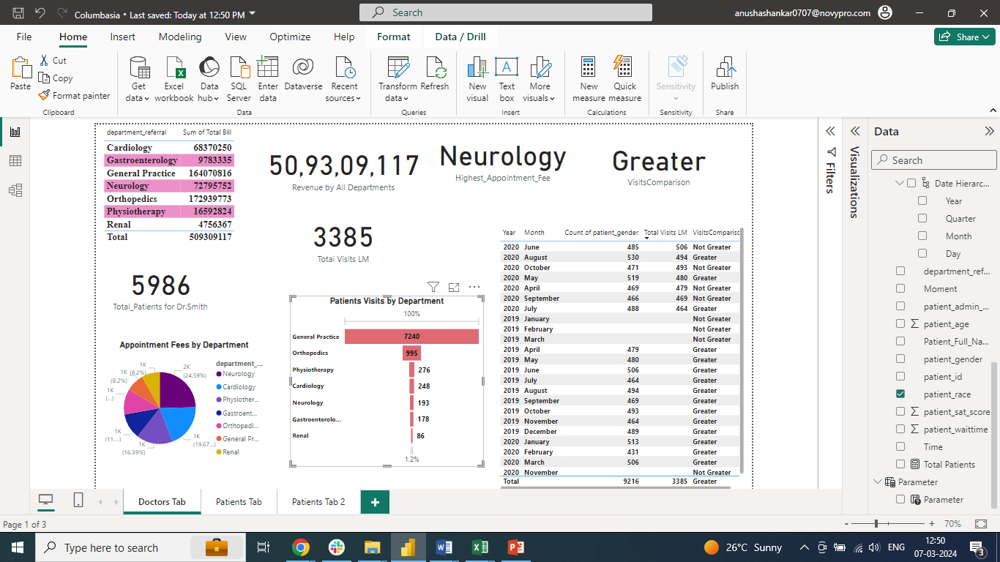 Columbasia • Last saved: Today at 12:50 PM
Search
anushashankar0707@novypro.com
File Home Insert Modeling View Optimize Help Format Data / Drill
Share
Paste
Cut
Copy
Format painter
Clipboard
Get data
Excel workbook
Data hub
SQL Server
Enter data
Dataverse
Recent sources
Data
Transform data
Refresh
Queries
New visual
Text box
More visuals
Insert
New measure
Quick measure
Calculations
Sensitivity
Sensitivity
Publish
Share
department_referral Sum of Total Bill
Cardiology 68370250
Gastroenterology 9783335
General Practice 164070816
Neurology 72795752
Orthopedics 172939773
Physiotherapy 16592824
Renal 4756367
Total 509309117
50,93,09,117
Revenue by All Departments
Neurology
Highest_Appointment_Fee
Greater
VisitsComparison
3385
Total Visits LM
5986
Total_Patients for Dr.Smith
Appointment Fees by Department
1K
(8.2%)
2K
(24.59%)
1K
(8.2%)
1K
(...)
1K
(11....)
1K
(16.39%)
1K
(19.67...)
department_...
Neurology
Cardiology
Physiother...
Gastroent...
Orthopedi...
General Pr...
Renal
Patients Visits by Department
100%
General Practice 7240
Orthopedics 995
Physiotherapy 276
Cardiology 248
Neurology 193
Gastroenterolo... 178
Renal 86
1.2%
Year Month Count of patient_gender Total Visits LM VisitsComparisc
2020 June 485 506 Not Greater
2020 August 530 494 Greater
2020 October 471 493 Not Greater
2020 May 519 480 Greater
2020 April 469 479 Not Greater
2020 September 466 469 Not Greater
2020 July 488 464 Greater
2019 January Not Greater
2019 February Not Greater
2019 March Not Greater
2019 April 479 Greater
2019 May 480 Greater
2019 June 506 Greater
2019 July 464 Greater
2019 August 494 Greater
2019 September 469 Greater
2019 October 493 Greater
2019 November 464 Greater
2019 December 489 Greater
2020 January 513 Greater
2020 February 431 Greater
2020 March 506 Greater
2020 November Not Greater
Total 9216 3385 Greater
Filters
Visualizations
Data
Search
Date Hierarc...
Year
Quarter
Month
Day
department_ref...
Moment
patient_admin_...
patient_age
Patient_Full_Na...
patient_gender
patient_id
patient_race
patient_sat_score
patient_waittime
Time
Total Patients
Parameter
Parameter
Doctors Tab Patients Tab Patients Tab 2
Page 1 of 3
- + 70%
Type here to search
26°C Sunny
ENG
12:50
07-03-2024
3